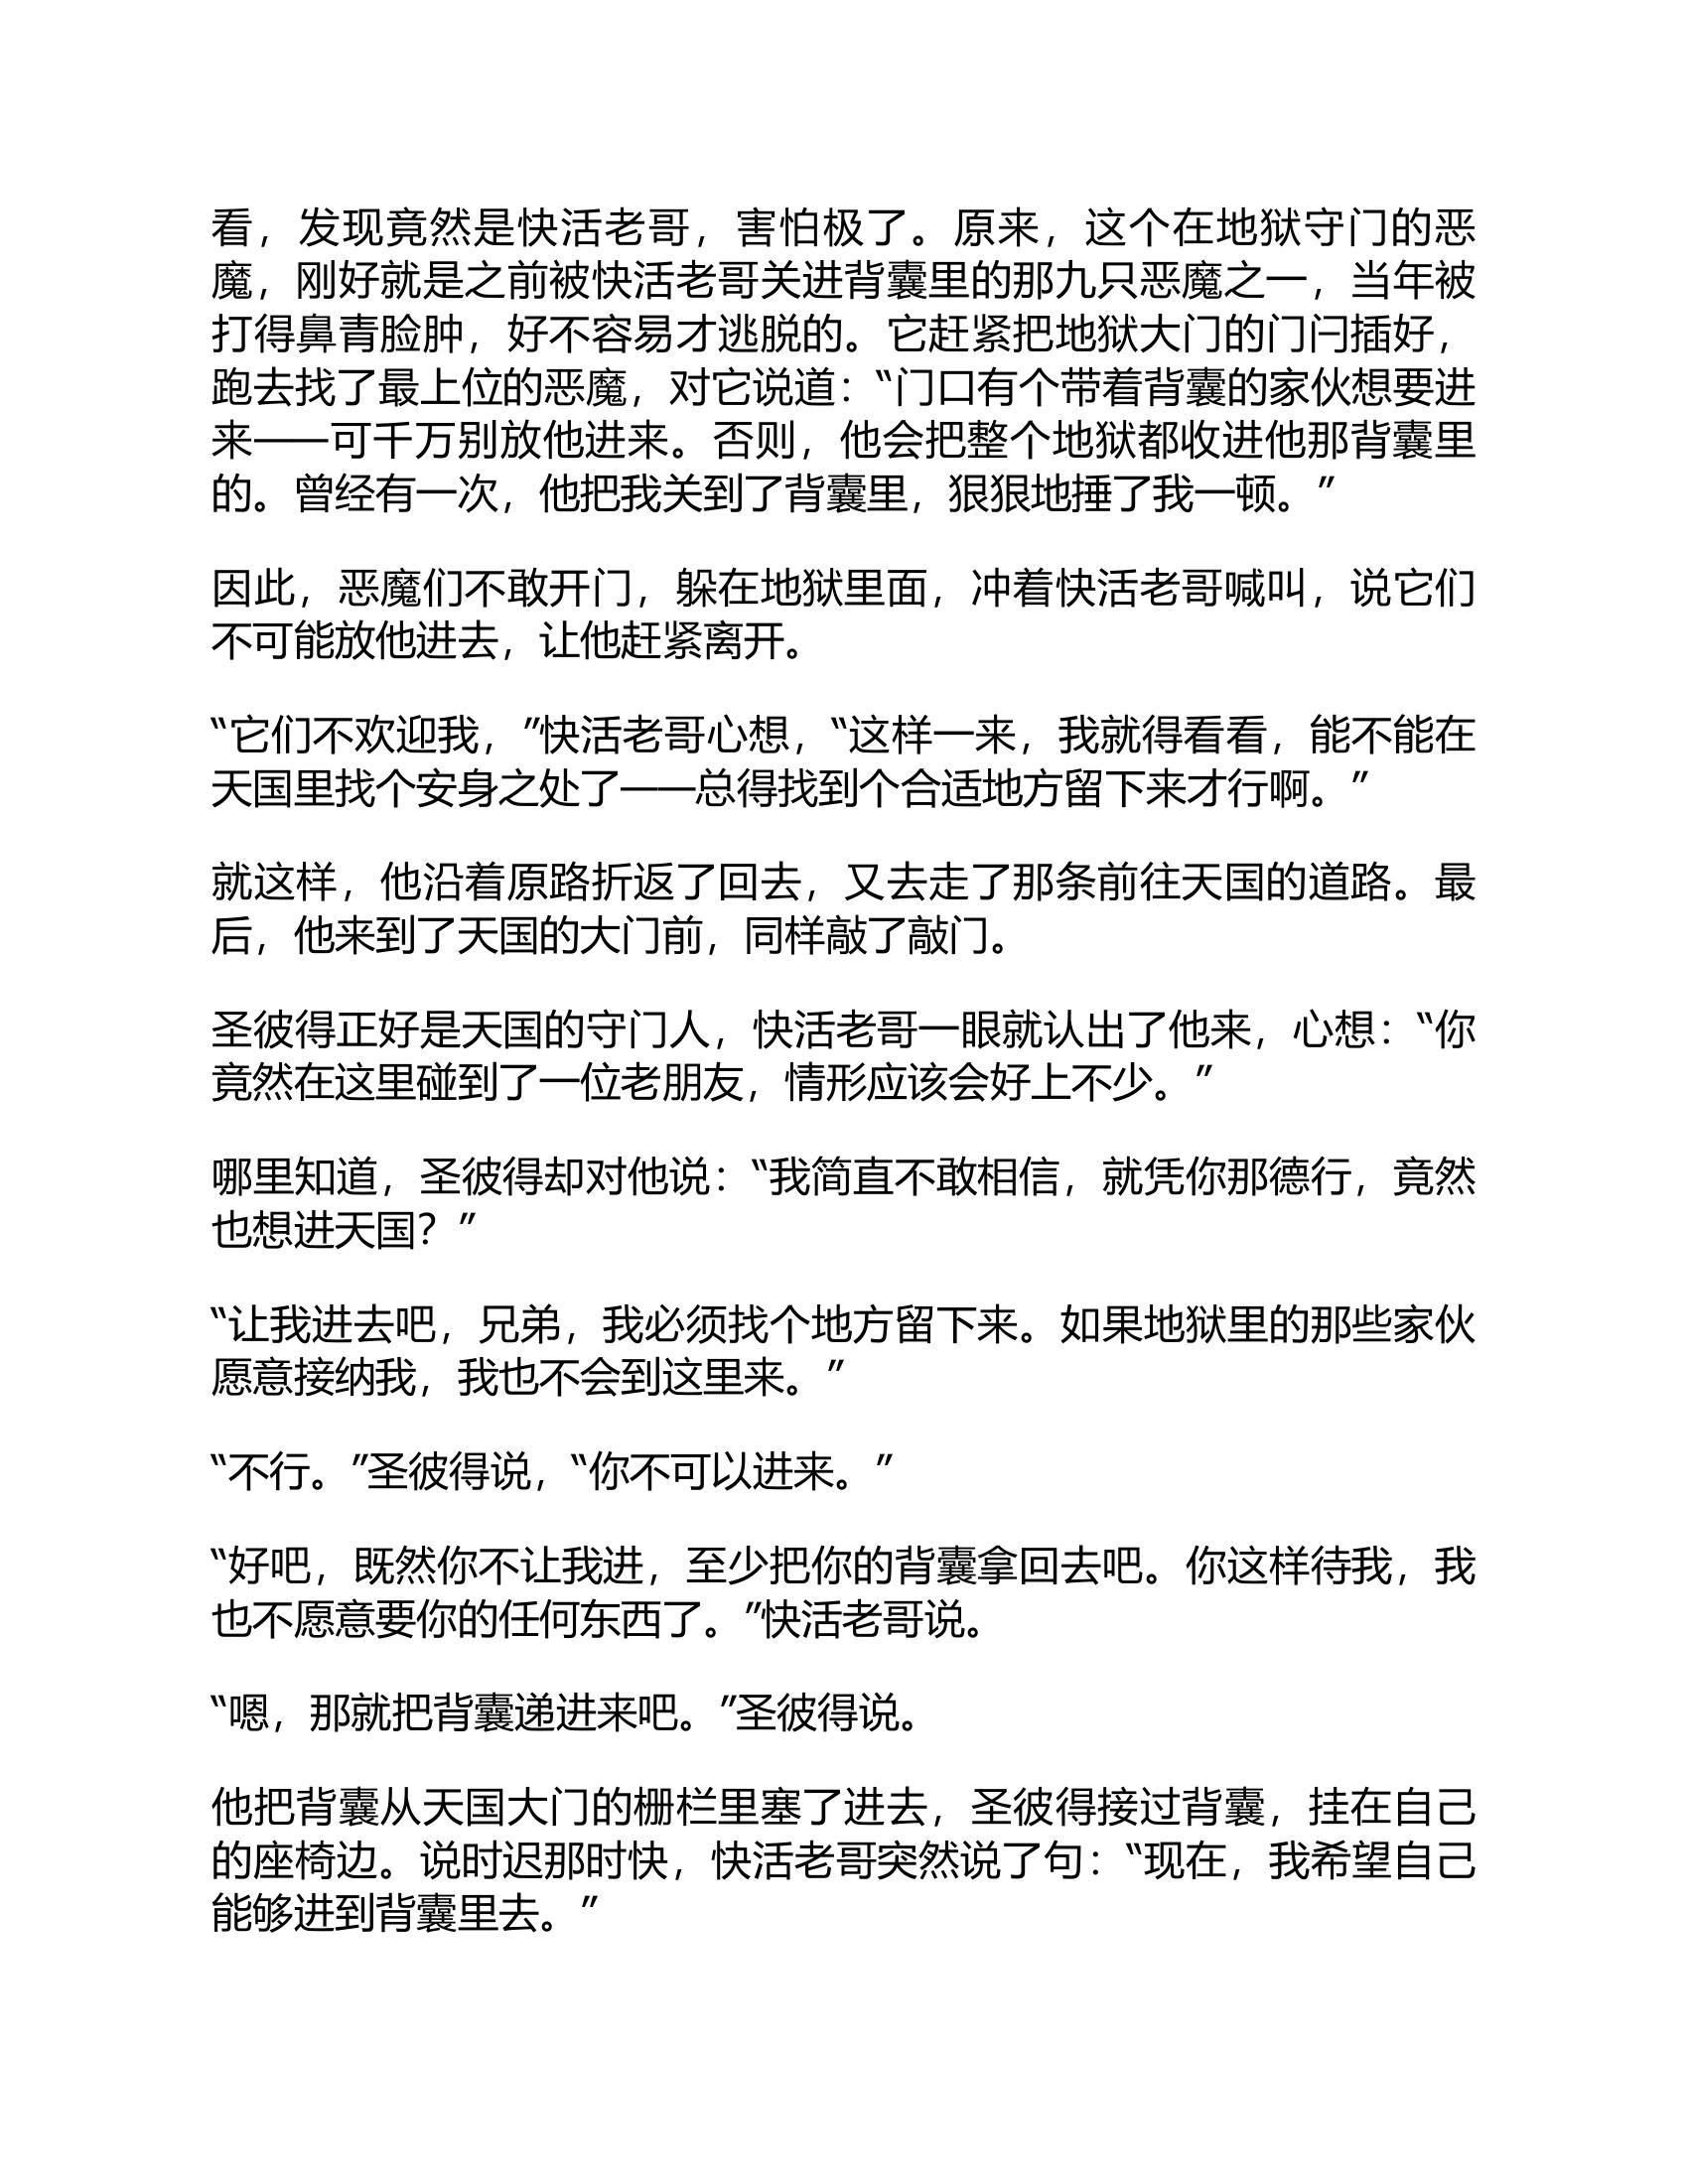 看，发现竟然是快活老哥，害怕极了。原来，这个在地狱守门的恶
魔，刚好就是之前被快活老哥关进背囊里的那九只恶魔之一，当年被
打得鼻青脸肿，好不容易才逃脱的。它赶紧把地狱大门的门闩插好，
跑去找了最上位的恶魔，对它说道：“门口有个带着背囊的家伙想要进
来——可千万别放他进来。否则，他会把整个地狱都收进他那背囊里
的。曾经有一次，他把我关到了背囊里，狠狠地捶了我一顿。”
因此，恶魔们不敢开门，躲在地狱里面，冲着快活老哥喊叫，说它们
不可能放他进去，让他赶紧离开。
“它们不欢迎我，”快活老哥心想，“这样一来，我就得看看，能不能在
天国里找个安身之处了——总得找到个合适地方留下来才行啊。”
就这样，他沿着原路折返了回去，又去走了那条前往天国的道路。最
后，他来到了天国的大门前，同样敲了敲门。
圣彼得正好是天国的守门人，快活老哥一眼就认出了他来，心想：“你
竟然在这里碰到了一位老朋友，情形应该会好上不少。”
哪里知道，圣彼得却对他说：“我简直不敢相信，就凭你那德行，竟然
也想进天国？”
“让我进去吧，兄弟，我必须找个地方留下来。如果地狱里的那些家伙
愿意接纳我，我也不会到这里来。”
“不行。”圣彼得说，“你不可以进来。”
“好吧，既然你不让我进，至少把你的背囊拿回去吧。你这样待我，我
也不愿意要你的任何东西了。”快活老哥说。
“嗯，那就把背囊递进来吧。”圣彼得说。
他把背囊从天国大门的栅栏里塞了进去，圣彼得接过背囊，挂在自己
的座椅边。说时迟那时快，快活老哥突然说了句：“现在，我希望自己
能够进到背囊里去。”